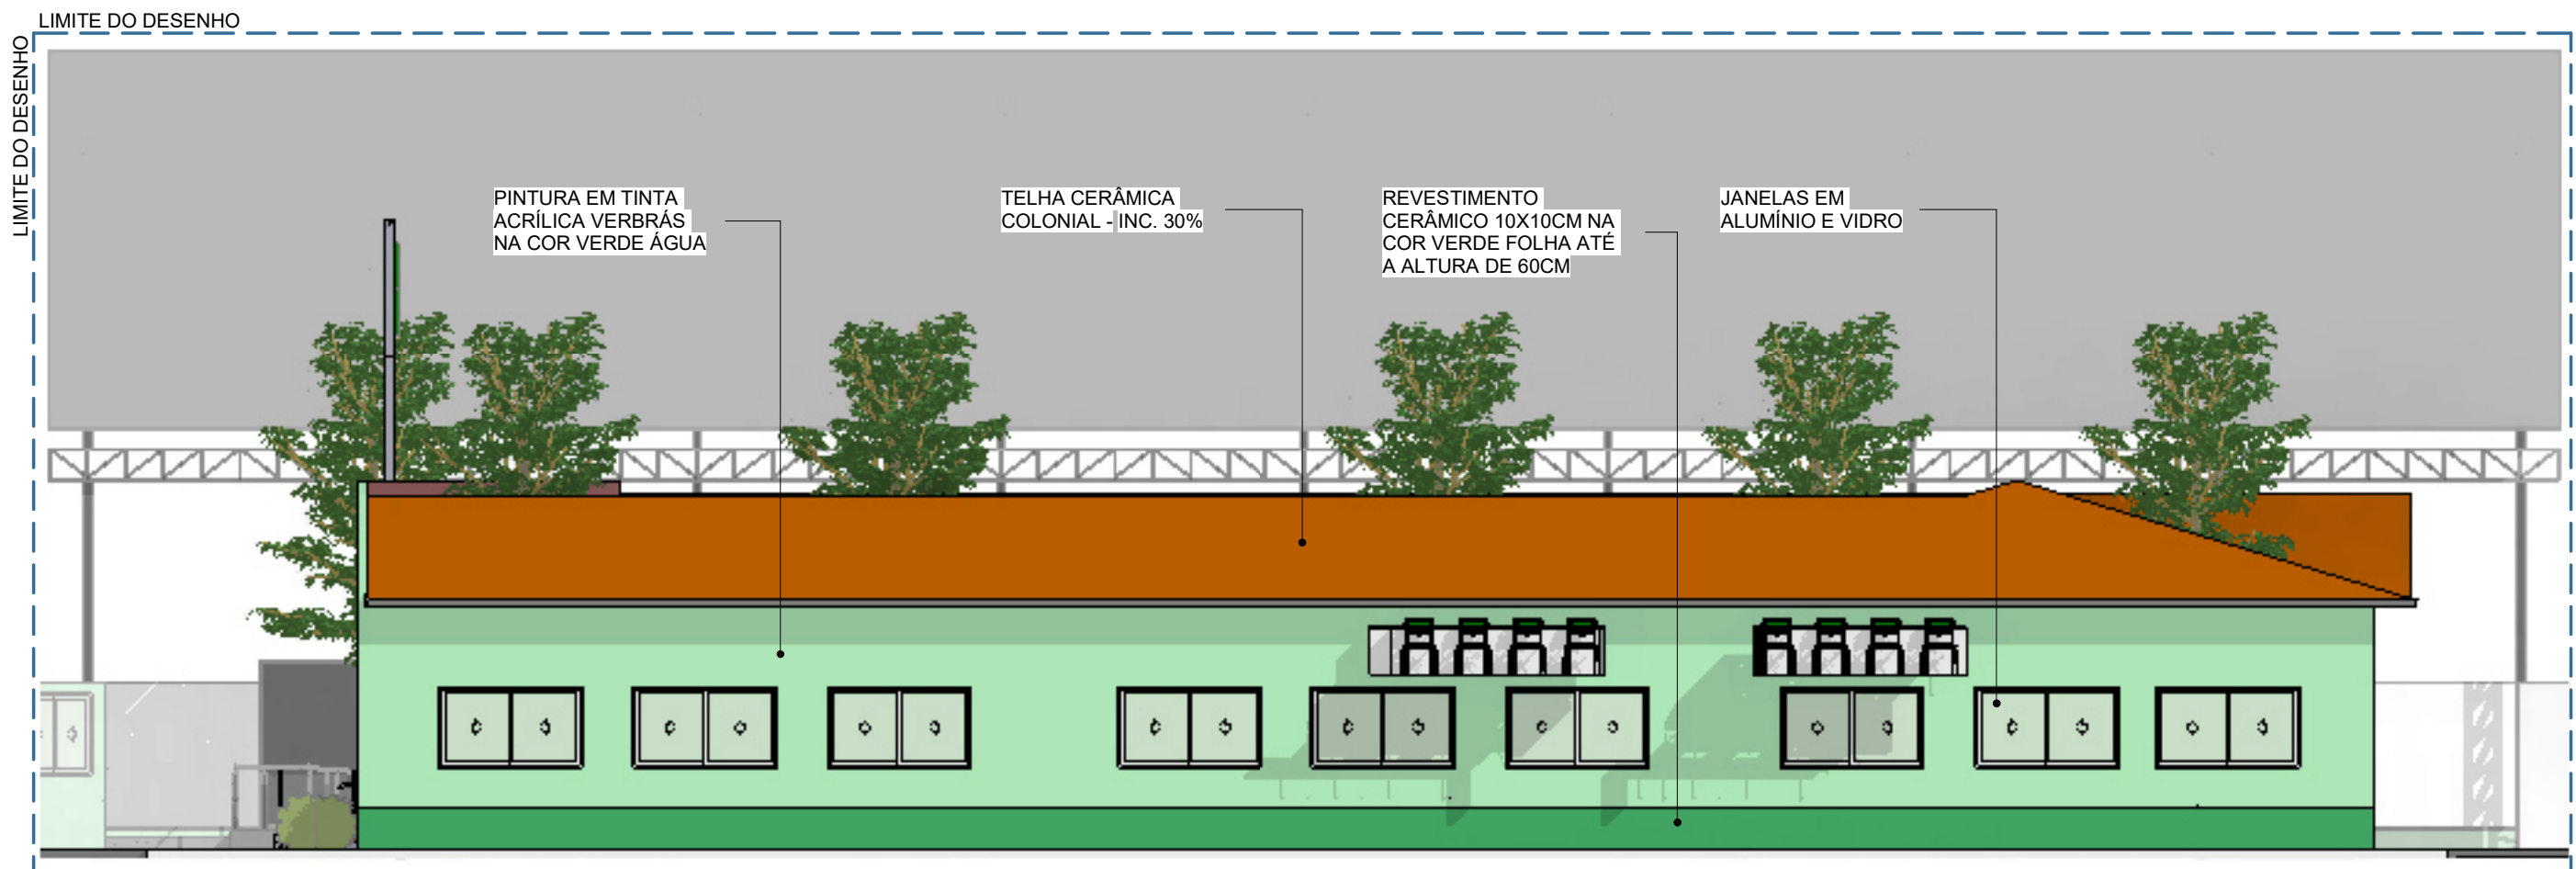 LIMITE DO DESENHO
LIMITE DO DESENHO
PINTURA EM TINTA
ACRÍLICA VERBRÁS
NA COR VERDE ÁGUA
TELHA CERÂMICA
COLONIAL - INC. 30%
REVESTIMENTO
CERÂMICO 10X10CM NA
COR VERDE FOLHA ATÉ
A ALTURA DE 60CM
JANELAS EM
ALUMÍNIO E VIDRO